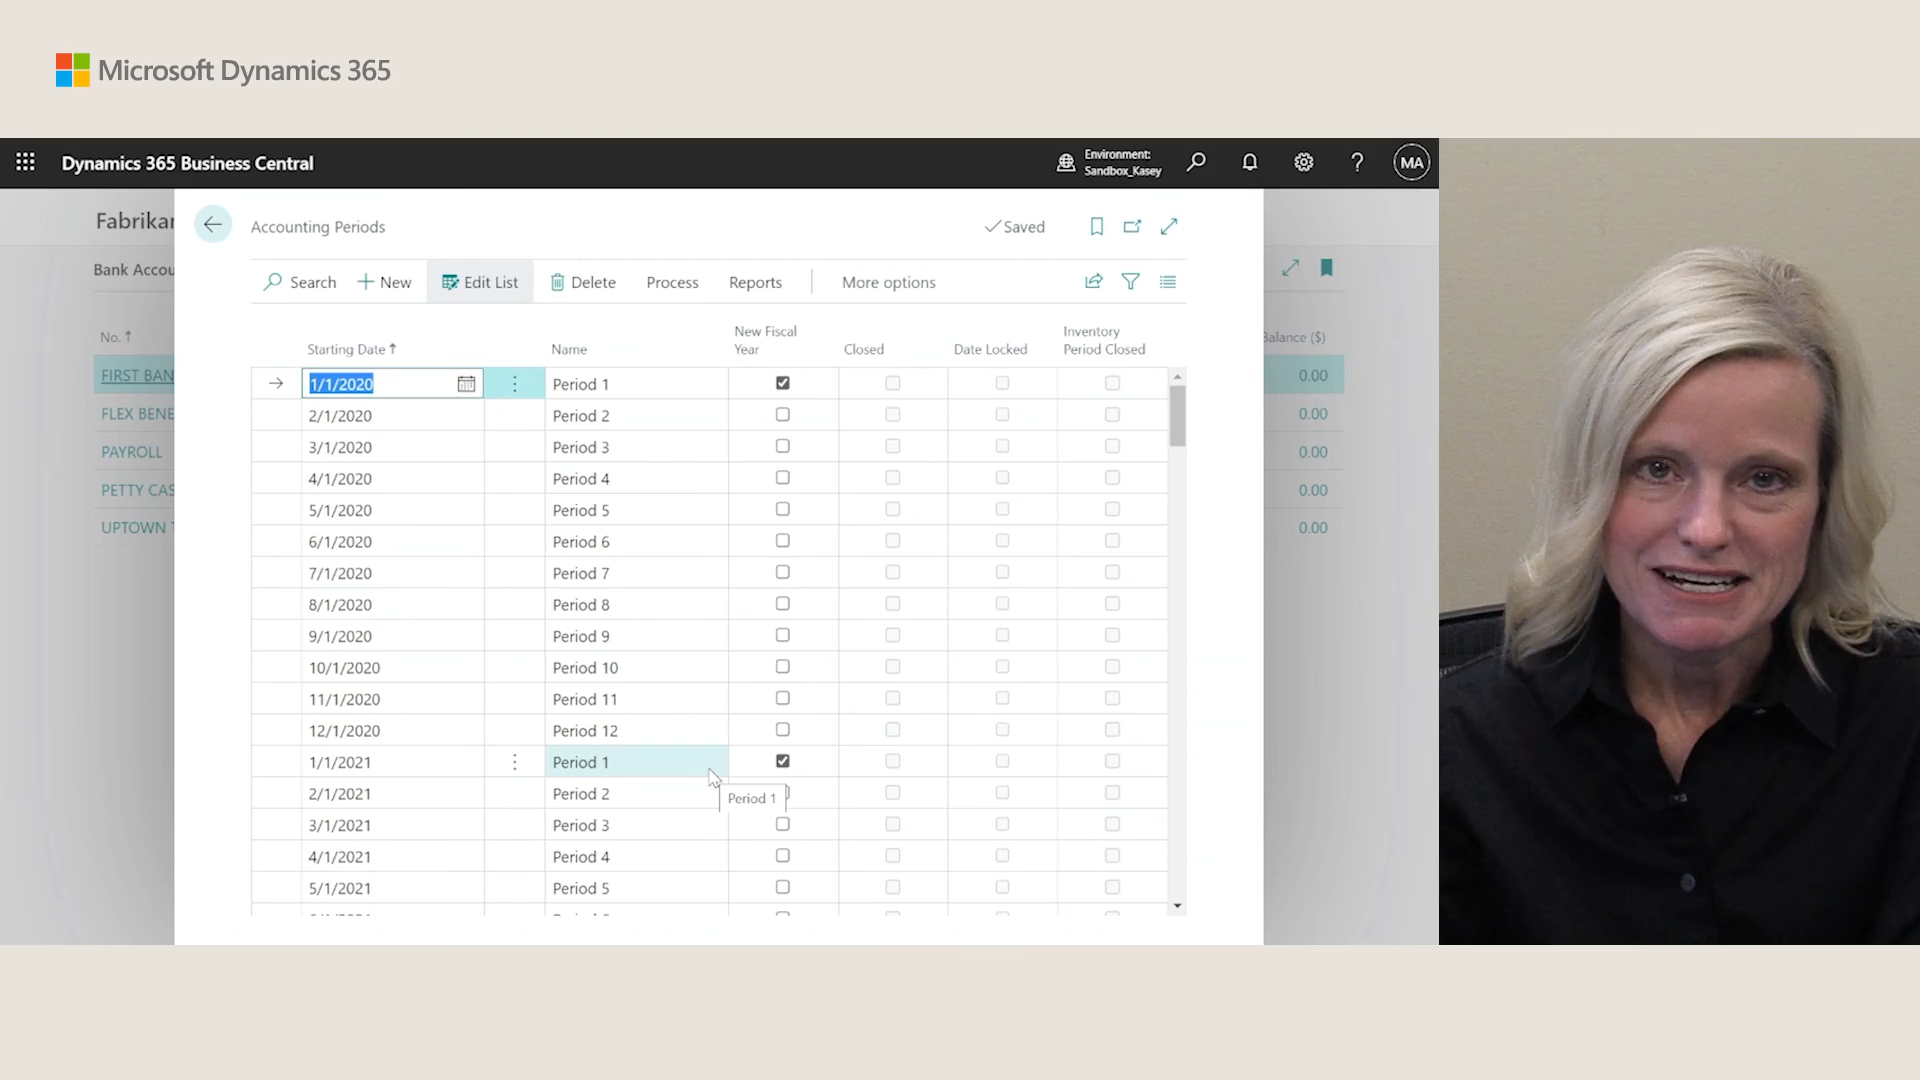 Microsoft Dynamics 365
Dynamics 365 Business Central
Environment:
Sandbox_Kasey
MA
Accounting Periods
Saved
Search
New
Edit List
Delete
Process
Reports
More options
Bank Accou
No.
FIRST BAN
FLEX BENE
PAYROLL
PETTY CAS
UPTOWN
Balance ($)
0.00
0.00
0.00
0.00
0.00
Starting Date Name New Fiscal Year Closed Date Locked Inventory Period Closed
1/1/2020 Period 1
2/1/2020 Period 2
3/1/2020 Period 3
4/1/2020 Period 4
5/1/2020 Period 5
6/1/2020 Period 6
7/1/2020 Period 7
8/1/2020 Period 8
9/1/2020 Period 9
10/1/2020 Period 10
11/1/2020 Period 11
12/1/2020 Period 12
1/1/2021 Period 1
2/1/2021 Period 2
Period 1
3/1/2021 Period 3
4/1/2021 Period 4
5/1/2021 Period 5